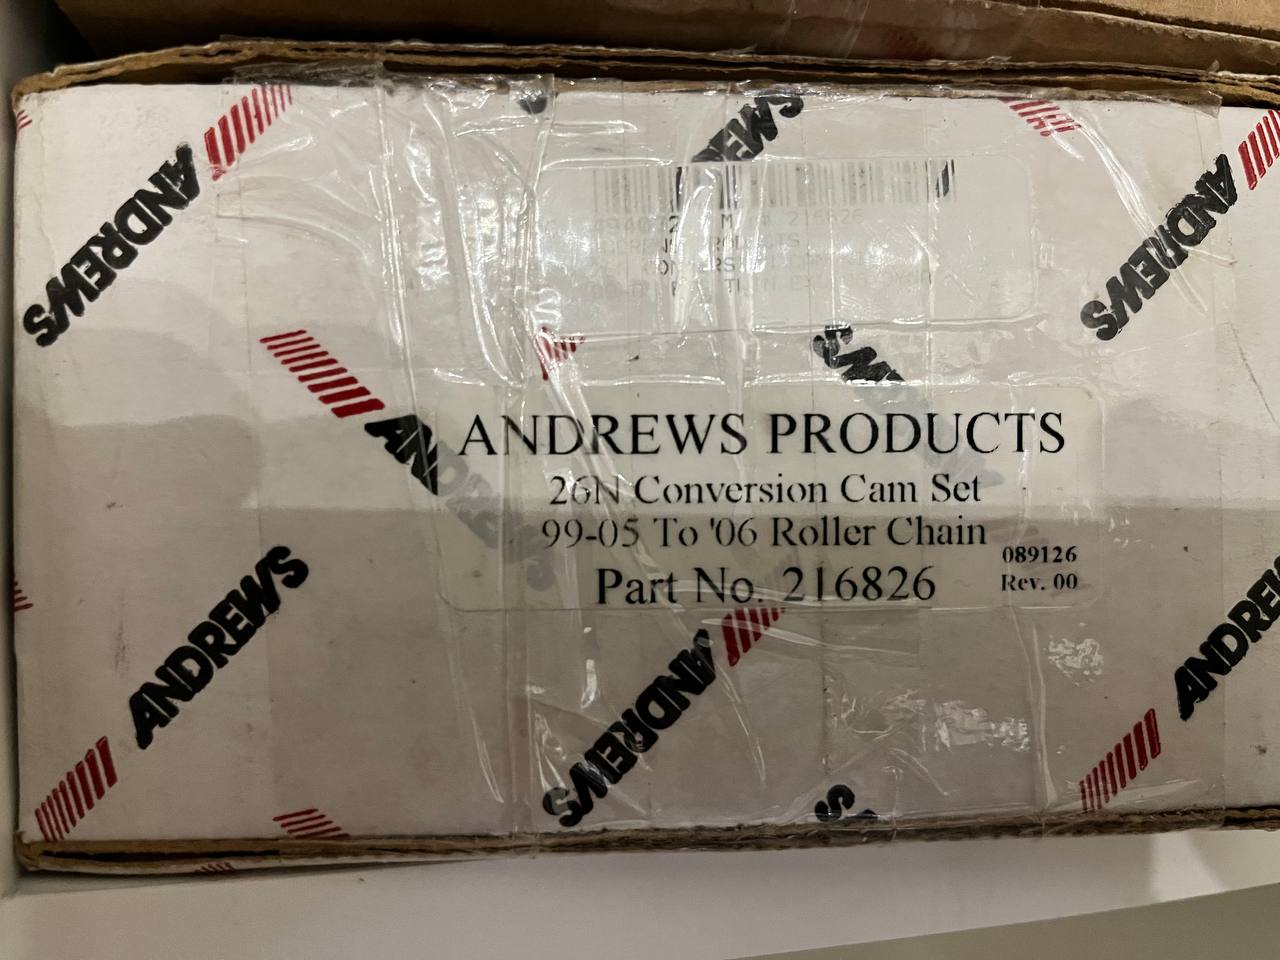 ANDREWS
ANDREWS
216826
ANDREWS
ANDREWS PRODUCTS
26N Conversion Cam Set
99-05 To '06 Roller Chain
089126
Part No. 216826
Rev. 00
ANDREWS
ANDREWS